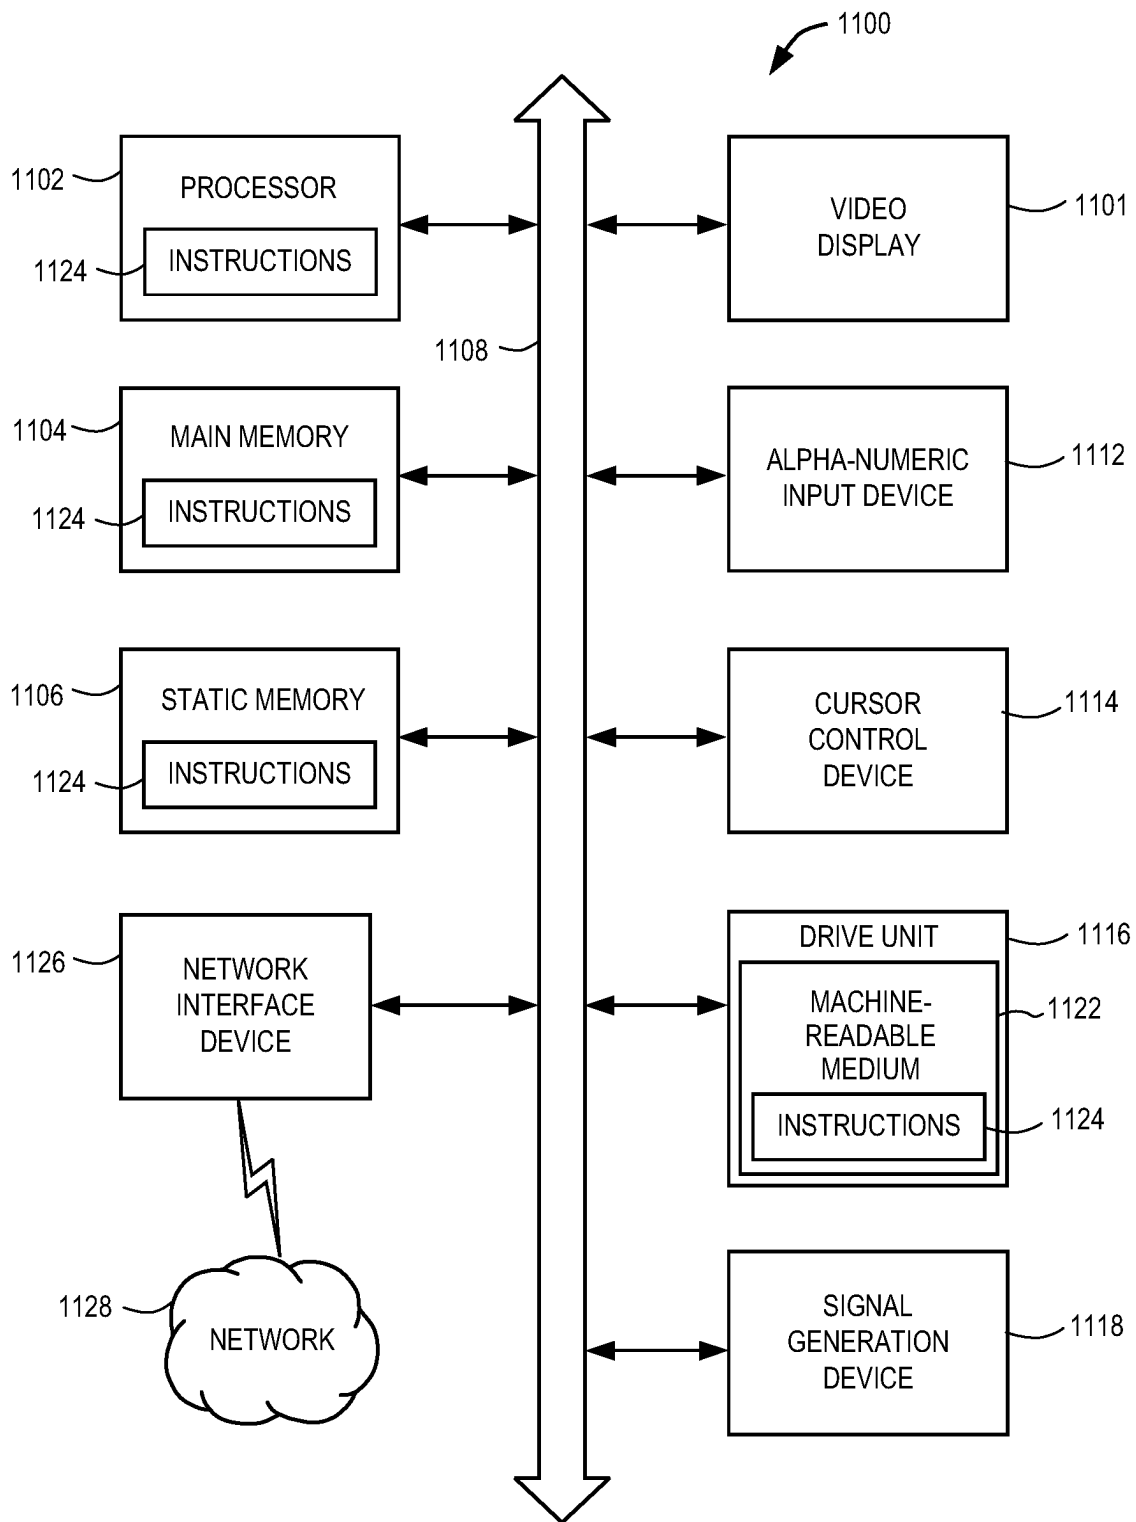 1100
1102
PROCESSOR
1124
INSTRUCTIONS
1108
1104
MAIN MEMORY
1124
INSTRUCTIONS
1106
STATIC MEMORY
1124
INSTRUCTIONS
1126
NETWORK
INTERFACE
DEVICE
1128
NETWORK
VIDEO
DISPLAY
1101
ALPHA-NUMERIC
INPUT DEVICE
1112
CURSOR
CONTROL
DEVICE
1114
DRIVE UNIT
1116
MACHINE-
READABLE
MEDIUM
1122
INSTRUCTIONS
1124
SIGNAL
GENERATION
DEVICE
1118